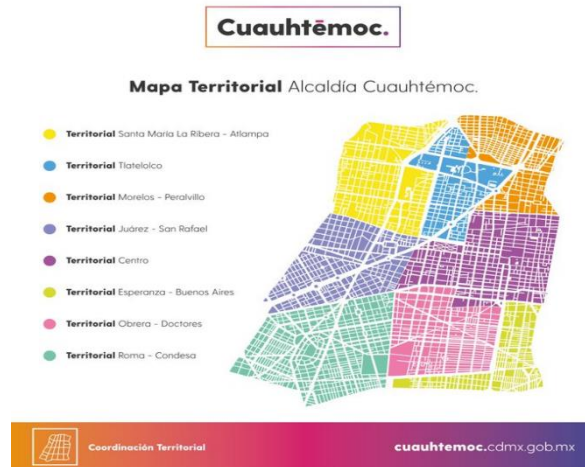 Cuauhtēmoc.
Mapa Territorial Alcaldía Cuauhtémoc.
Territorial Santa María La Ribera - Atlampa
Territorial Tlatelolco
Territorial Morelos - Peralvillo
Territorial Juárez - San Rafael
Territorial Centro
Territorial Esperanza - Buenos Aires
Territorial Obrera - Doctores
Territorial Roma - Condesa
Coordinación Territorial
cuauhtemoc.cdmx.gob.mx